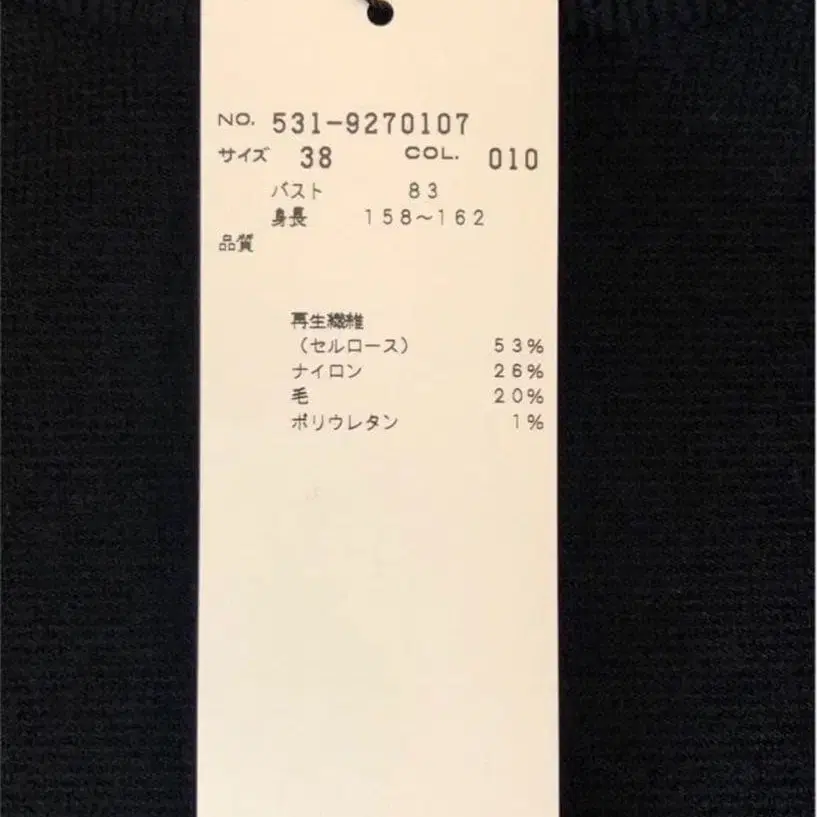 NO. 531-9270107
サイズ 38 COL. 010
バスト 83
身長 158～162
品質
再生繊維
（セルロース） 53%
ナイロン 26%
毛 20%
ポリウレタン 1%